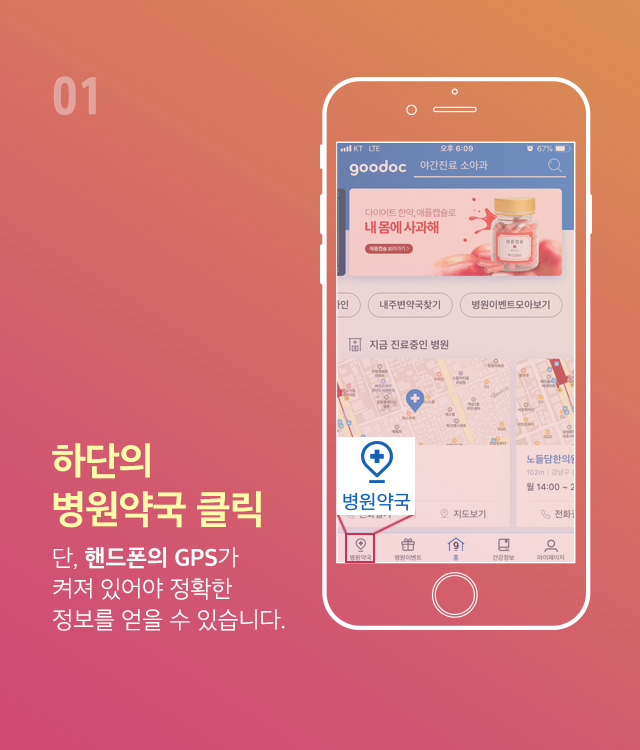 01
KT LTE 오후 6:09 67%
goodoc 야간진료 소아과
다이어트 한약, 애플캡슐로
내 몸에 사과해
애플캡슐 보러가기 >
애플캡슐
내주변약국찾기 병원이벤트모아보기
지금 진료중인 병원
노들담한의원
102m | 강남구
월 14:00 ~ 2
병원약국
지도보기 전화
병원약국 병원이벤트 홈 건강정보 마이페이지
하단의
병원약국 클릭
단, 핸드폰의 GPS가
켜져 있어야 정확한
정보를 얻을 수 있습니다.